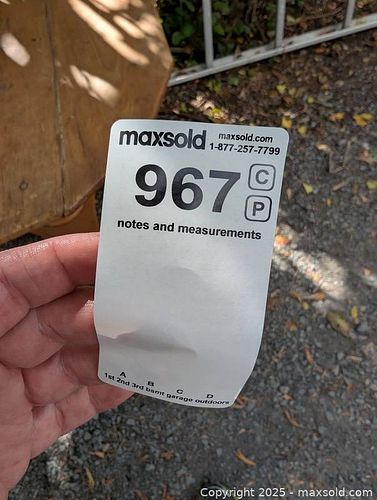 maxsold maxsold.com
1-877-257-7799
967 C
P
notes and measurements
A B C D
1st 2nd 3rd bsmt garage outdoors
Copyright © 2025 - maxsold.com